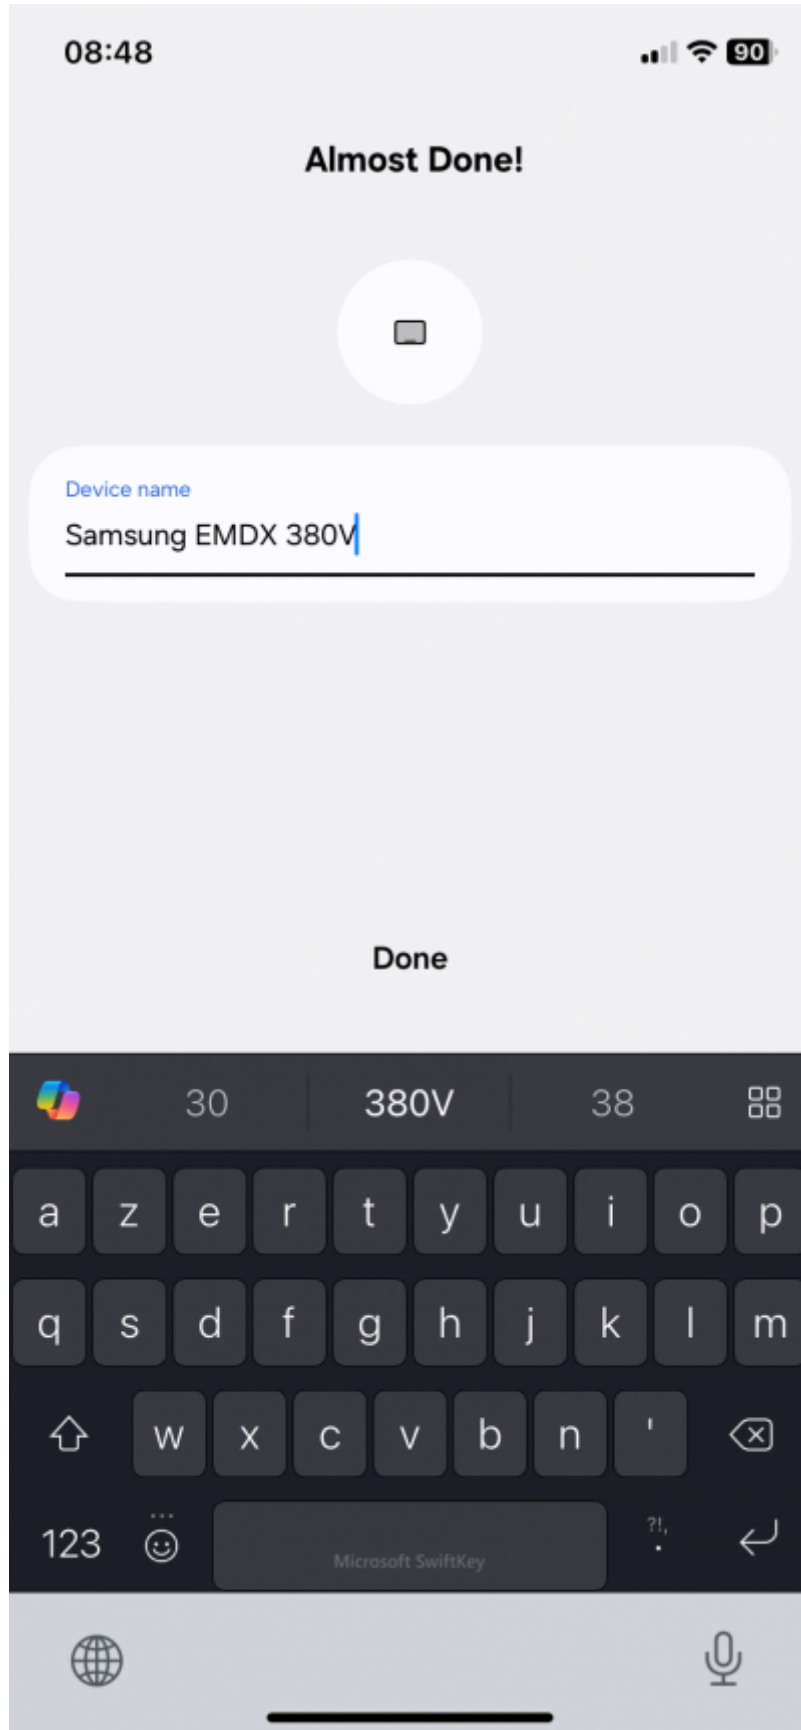 08:48
90
Almost Done!
Device name
Samsung EMDX 380V
Done
30 380V 38
a z e r t y u i o p
q s d f g h j k l m
w x c v b n '
123 ?!, .
Microsoft SwiftKey